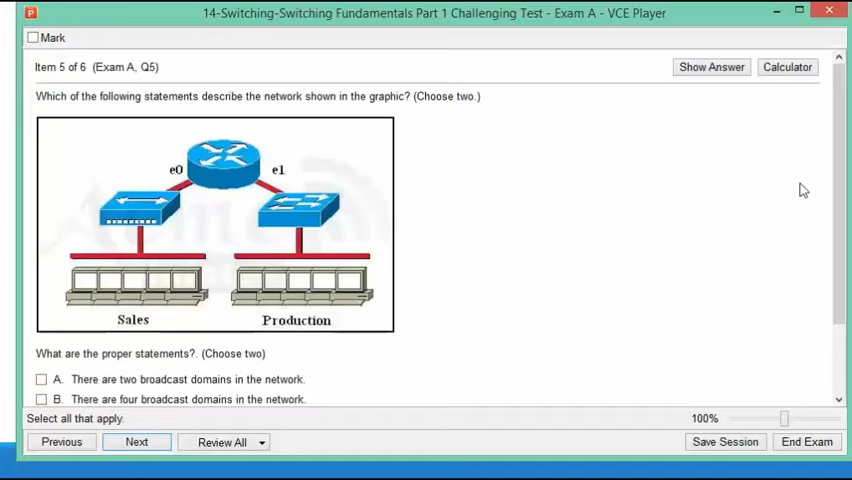 14-Switching-Switching Fundamentals Part 1 Challenging Test - Exam A - VCE Player
Mark
Item 5 of 6 (Exam A, Q5)
Show Answer
Calculator
Which of the following statements describe the network shown in the graphic? (Choose two.)
e0
e1
Sales
Production
What are the proper statements?. (Choose two)
A. There are two broadcast domains in the network.
B. There are four broadcast domains in the network.
Select all that apply.
100%
Previous
Next
Review All
Save Session
End Exam